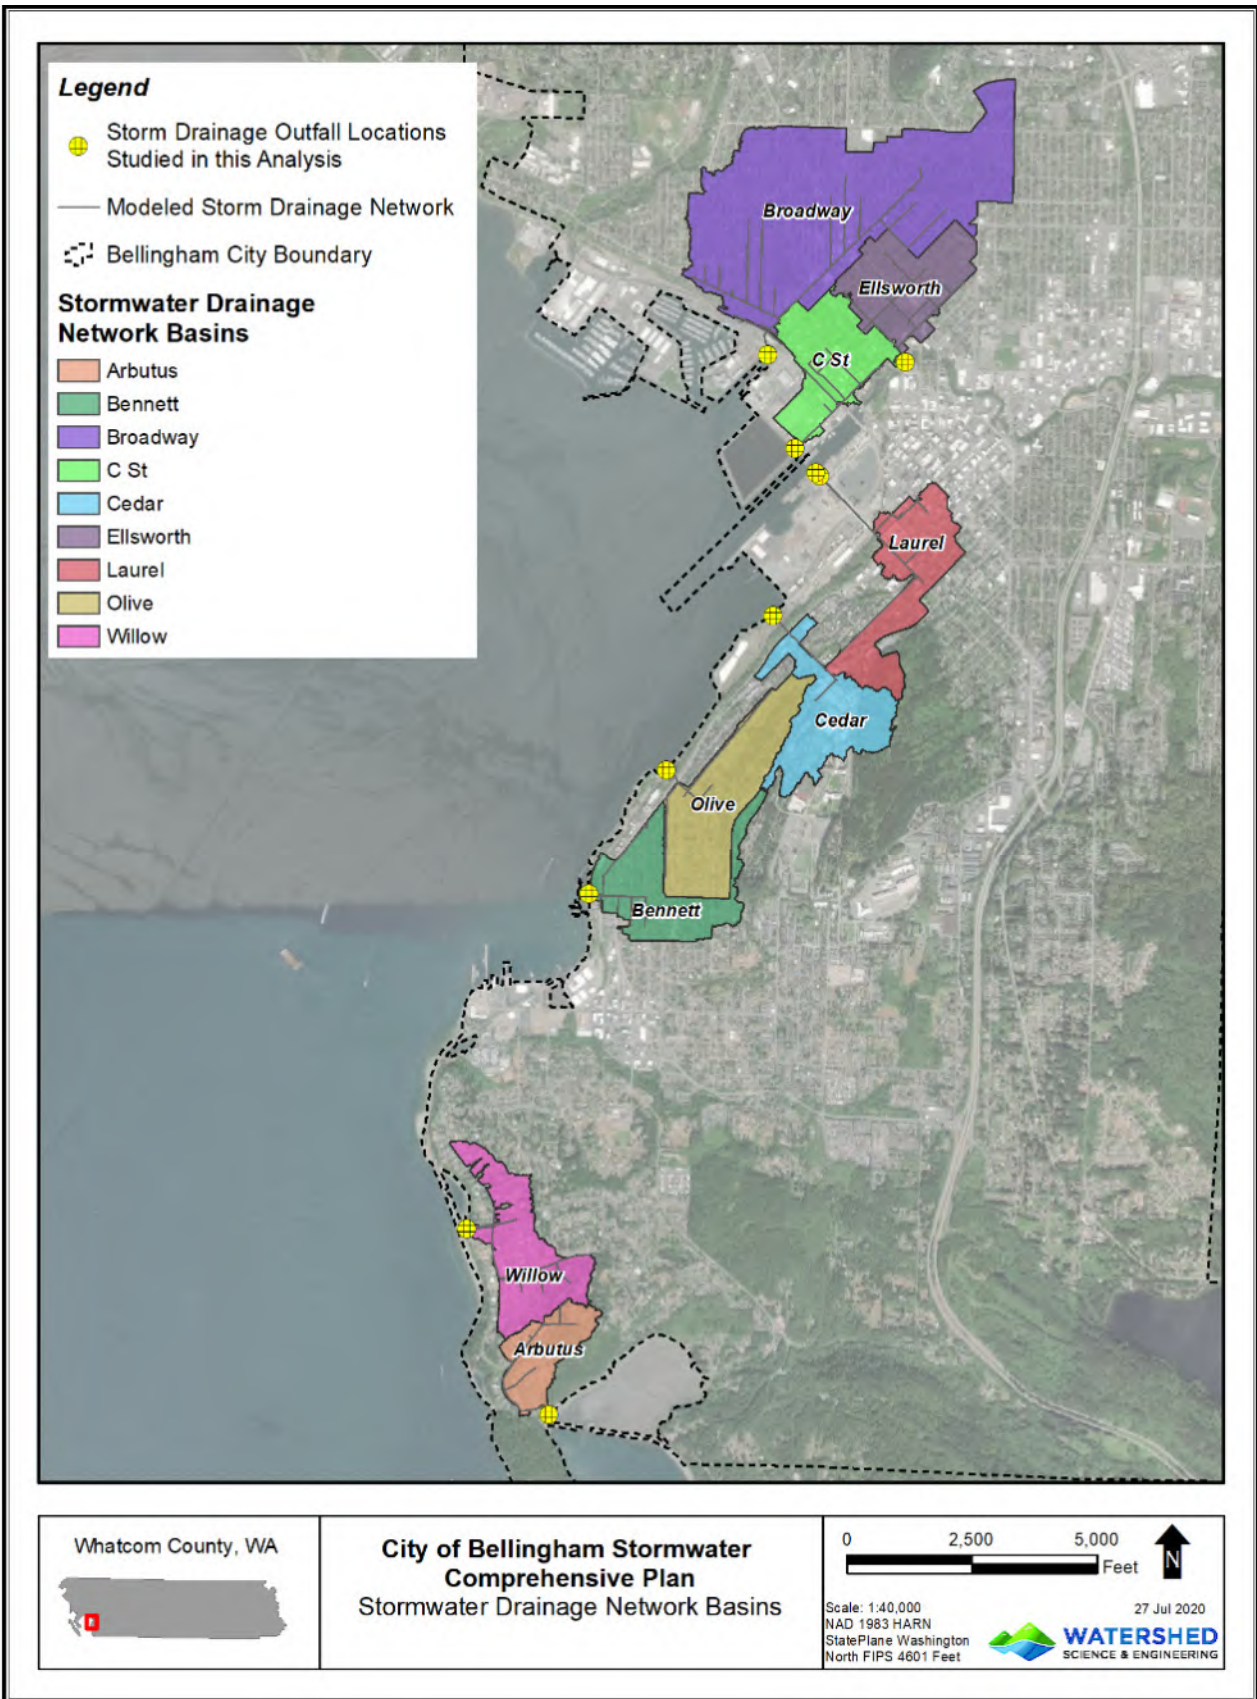 Legend
Storm Drainage Outfall Locations
Studied in this Analysis
Modeled Storm Drainage Network
Bellingham City Boundary
Stormwater Drainage
Network Basins
Arbutus
Bennett
Broadway
C St
Cedar
Ellsworth
Laurel
Olive
Willow
Broadway
Ellsworth
C St
Laurel
Cedar
Olive
Bennett
Willow
Arbutus
Whatcom County, WA
City of Bellingham Stormwater
Comprehensive Plan
Stormwater Drainage Network Basins
0 2,500 5,000
Feet
N
Scale: 1:40,000
NAD 1983 HARN
StatePlane Washington
North FIPS 4601 Feet
27 Jul 2020
WATERSHED
SCIENCE & ENGINEERING